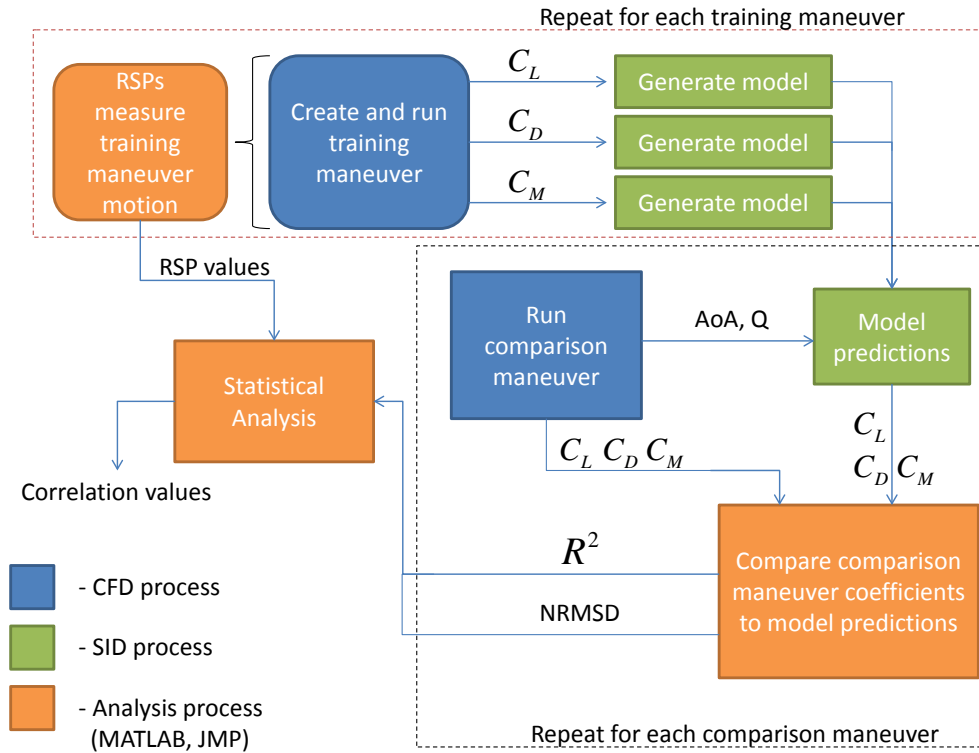 Repeat for each training maneuver
RSPs
measure
training
maneuver
motion
Create and run
training
maneuver
C_L
C_D
C_M
Generate model
Generate model
Generate model
RSP values
Run
comparison
maneuver
AoA, Q
Model
predictions
Statistical
Analysis
C_L C_D C_M
C_L
C_D C_M
Correlation values
R^2
NRMSD
Compare comparison
maneuver coefficients
to model predictions
- CFD process
- SID process
- Analysis process
(MATLAB, JMP)
Repeat for each comparison maneuver